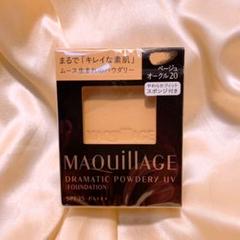 まるで「キレイな素肌」
ムース生まれのパウダリー
ベージュ
オークル20
やわらかフィット
スポンジ付き
MAQuillAGE
DRAMATIC POWDERY UV
(FOUNDATION)
SPF25 PA+++